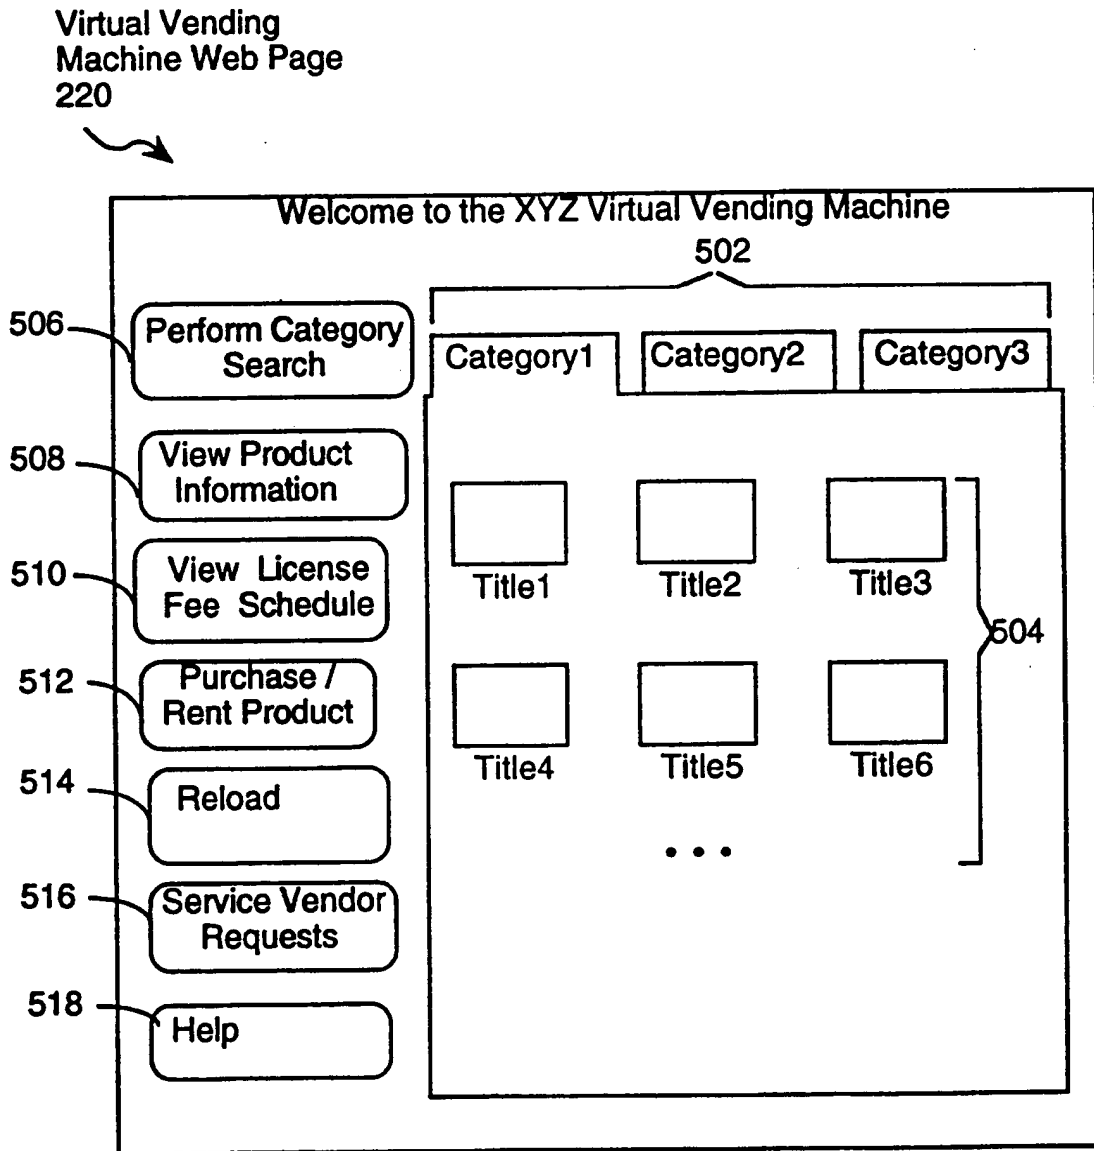 Virtual Vending
Machine Web Page
220
Welcome to the XYZ Virtual Vending Machine
502
506
Perform Category
Search
Category1
Category2
Category3
508
View Product
Information
510
View License
Fee Schedule
Title1
Title2
Title3
504
512
Purchase /
Rent Product
Title4
Title5
Title6
514
Reload
• • •
516
Service Vendor
Requests
518
Help